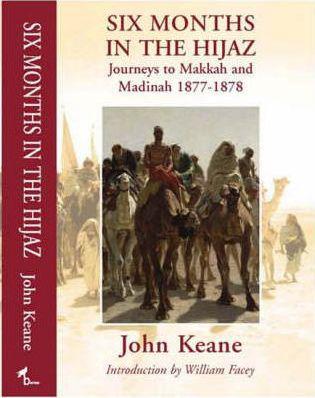 SIX MONTHS IN THE HIJAZ
John Keane
SIX MONTHS
IN THE HIJAZ
Journeys to Makkah and
Madinah 1877-1878
John Keane
Introduction by William Facey